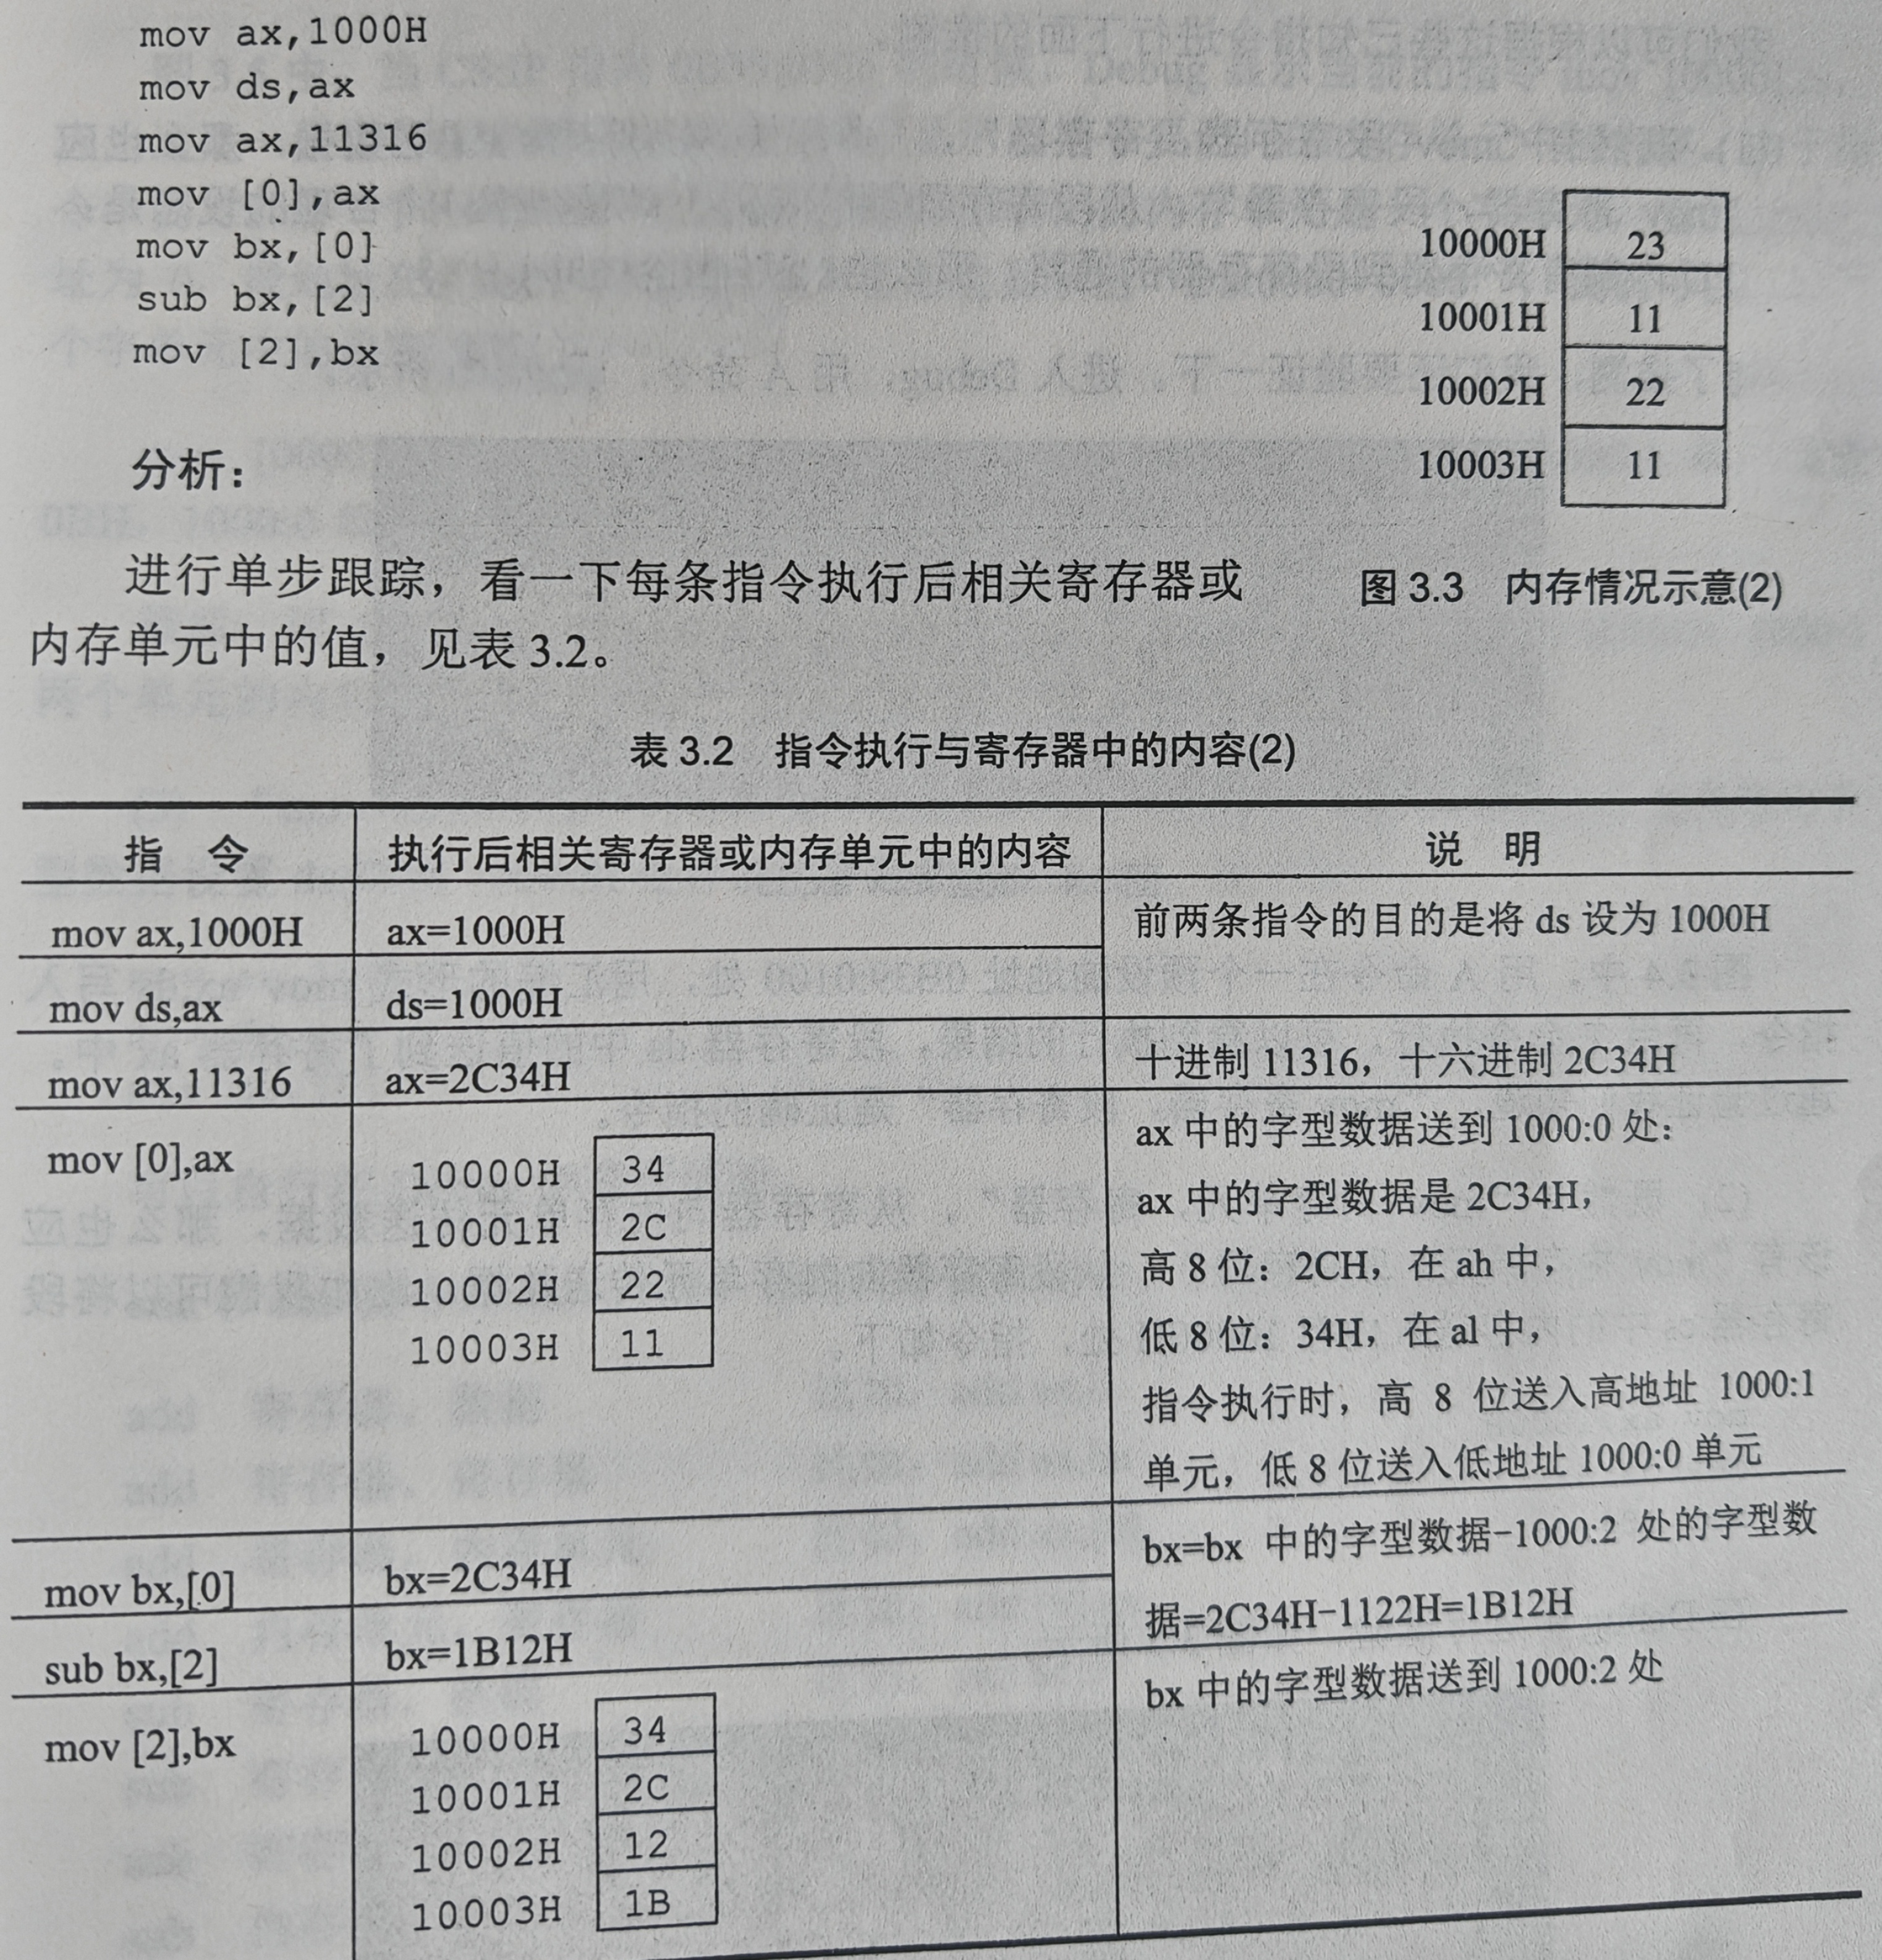 mov ax,1000H
mov ds,ax
mov ax,11316
mov [0],ax
mov bx,[0]
sub bx,[2]
mov [2],bx
10000H 23
10001H 11
10002H 22
10003H 11
分析：
进行单步跟踪，看一下每条指令执行后相关寄存器或
内存单元中的值，见表 3.2。
图 3.3 内存情况示意(2)
表 3.2 指令执行与寄存器中的内容(2)
指 令 执行后相关寄存器或内存单元中的内容 说 明
mov ax,1000H ax=1000H 前两条指令的目的是将 ds 设为 1000H
mov ds,ax ds=1000H
mov ax,11316 ax=2C34H 十进制 11316，十六进制 2C34H
mov [0],ax
10000H 34
10001H 2C
10002H 22
10003H 11
ax 中的字型数据送到 1000:0 处：
ax 中的字型数据是 2C34H，
高 8 位：2CH，在 ah 中，
低 8 位：34H，在 al 中，
指令执行时，高 8 位送入高地址 1000:1
单元，低 8 位送入低地址 1000:0 单元
mov bx,[0] bx=2C34H
sub bx,[2] bx=1B12H
bx=bx 中的字型数据-1000:2 处的字型数
据=2C34H-1122H=1B12H
mov [2],bx
10000H 34
10001H 2C
10002H 12
10003H 1B
bx 中的字型数据送到 1000:2 处